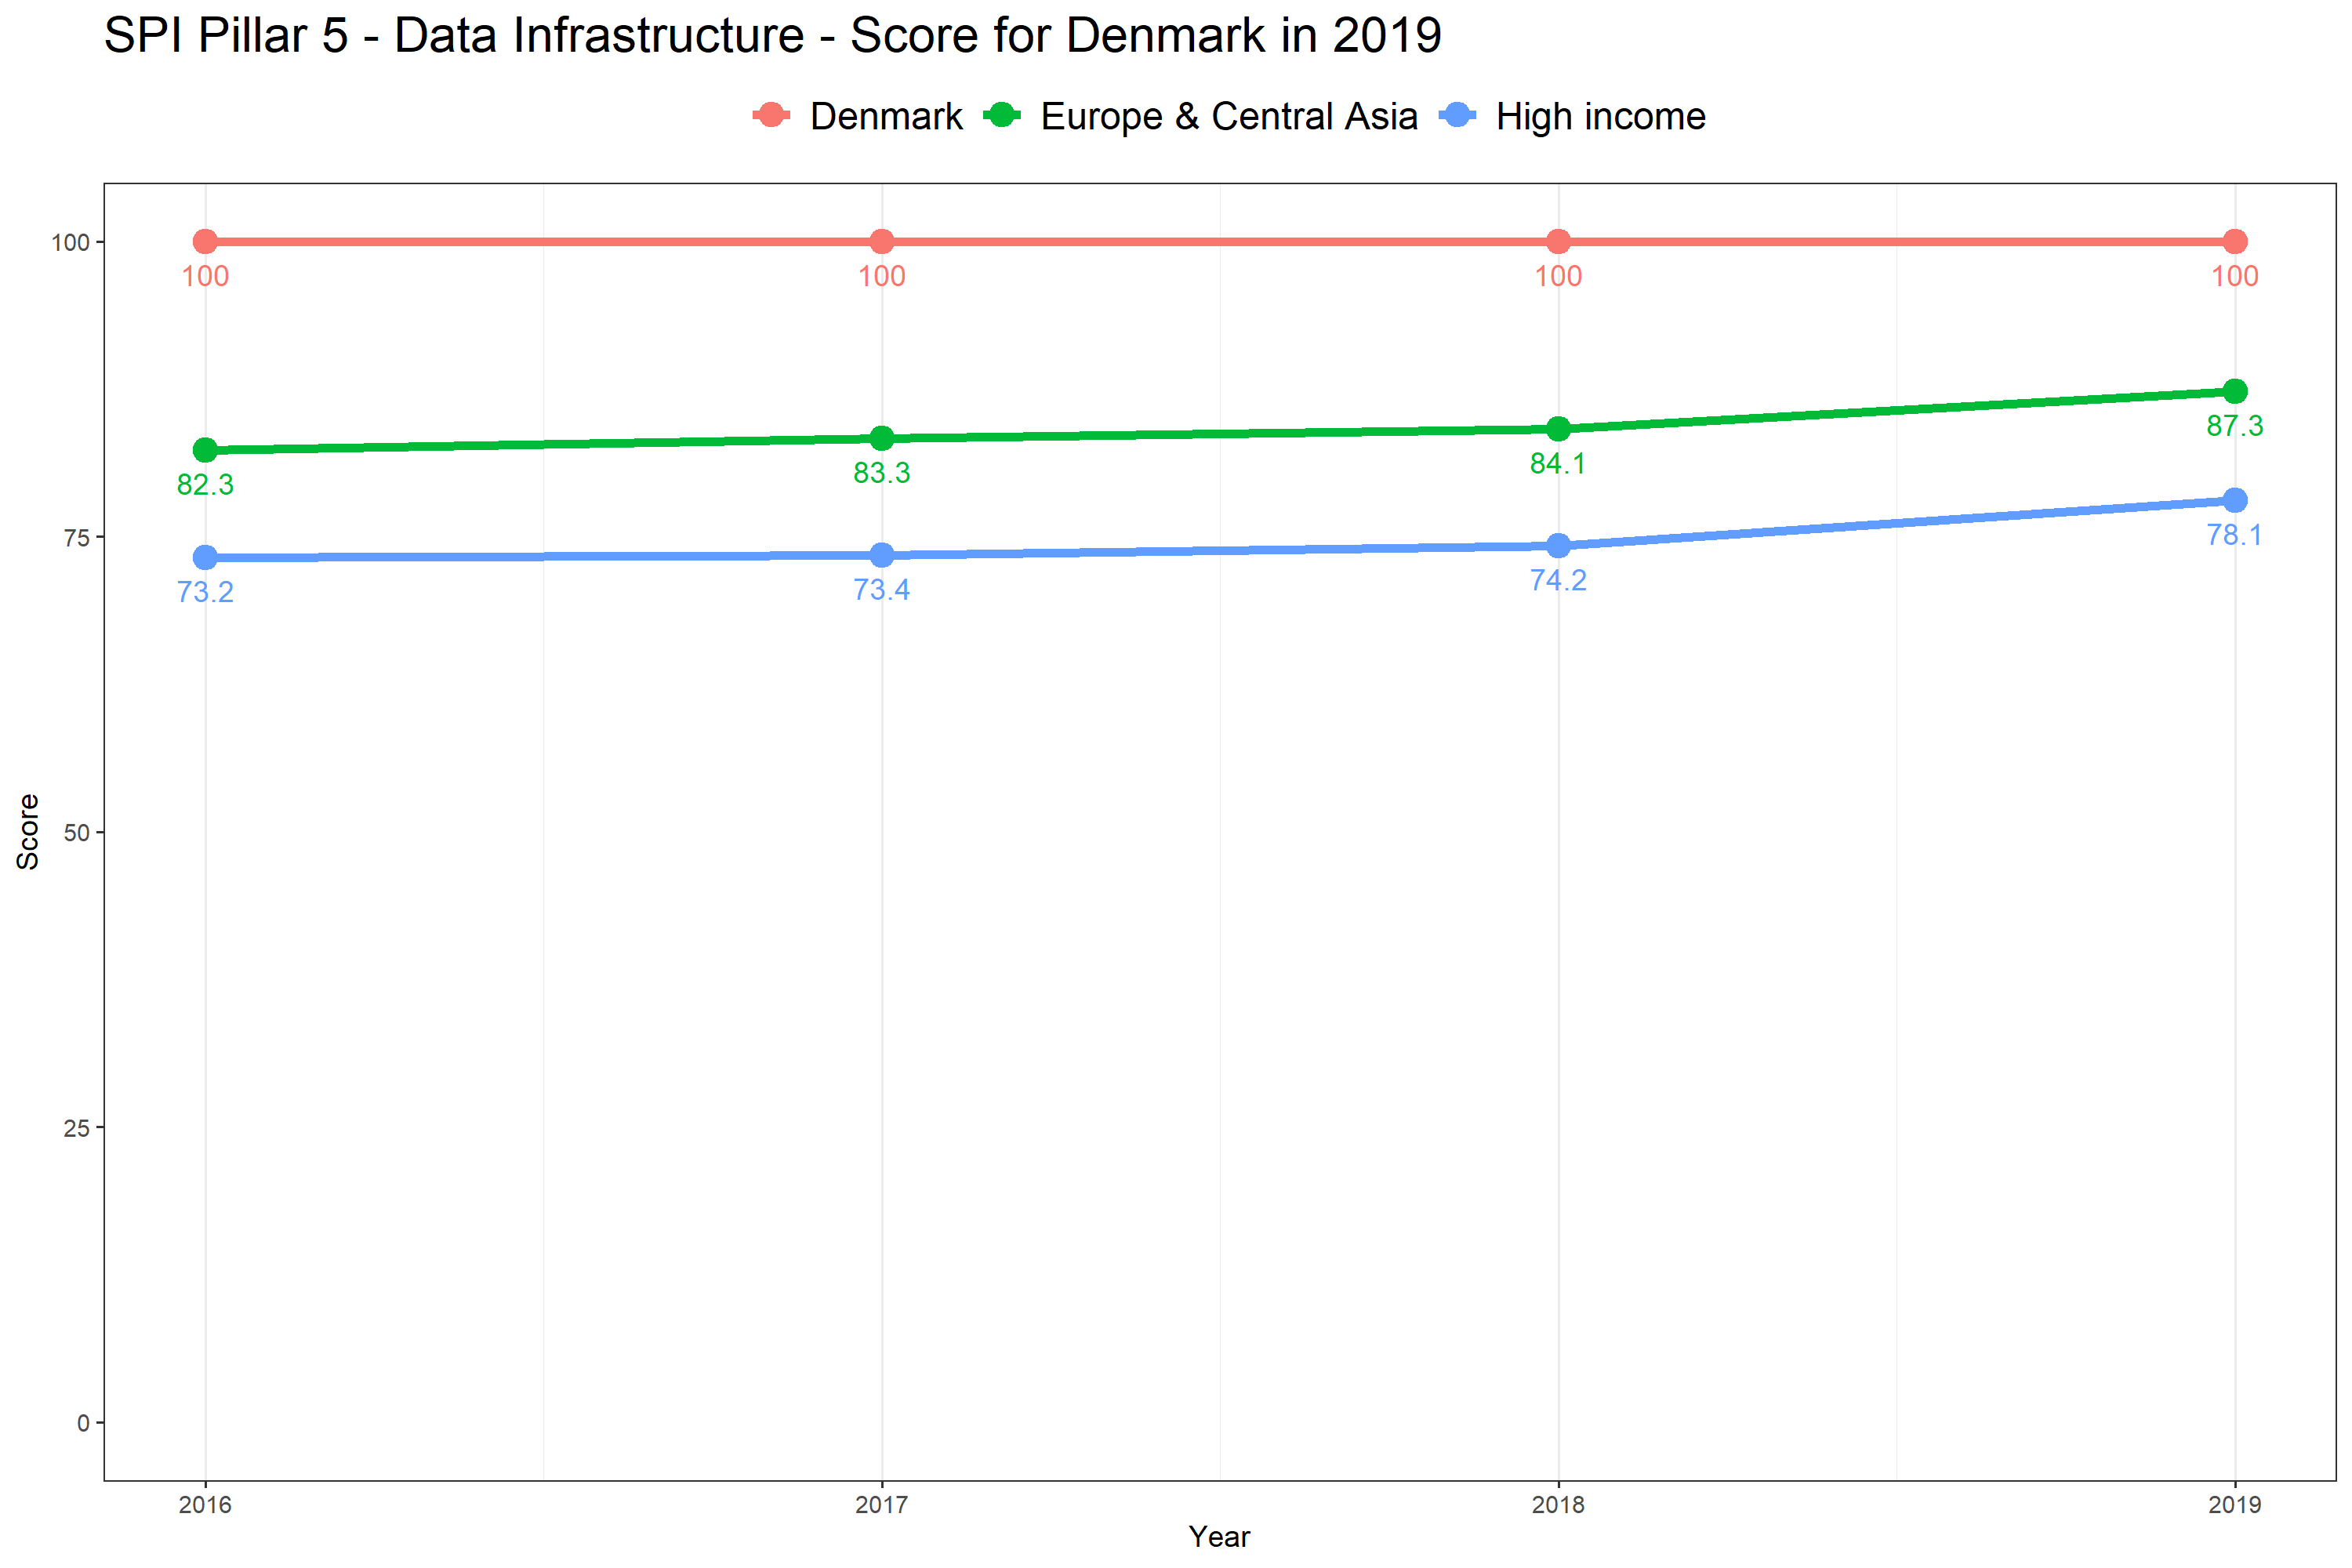 SPI Pillar 5 - Data Infrastructure - Score for Denmark in 2019
Denmark Europe & Central Asia High income
100
100 100 100 100
82.3 83.3 84.1 87.3
75
73.2 73.4 74.2 78.1
Score
50
25
0
2016 2017 2018 2019
Year